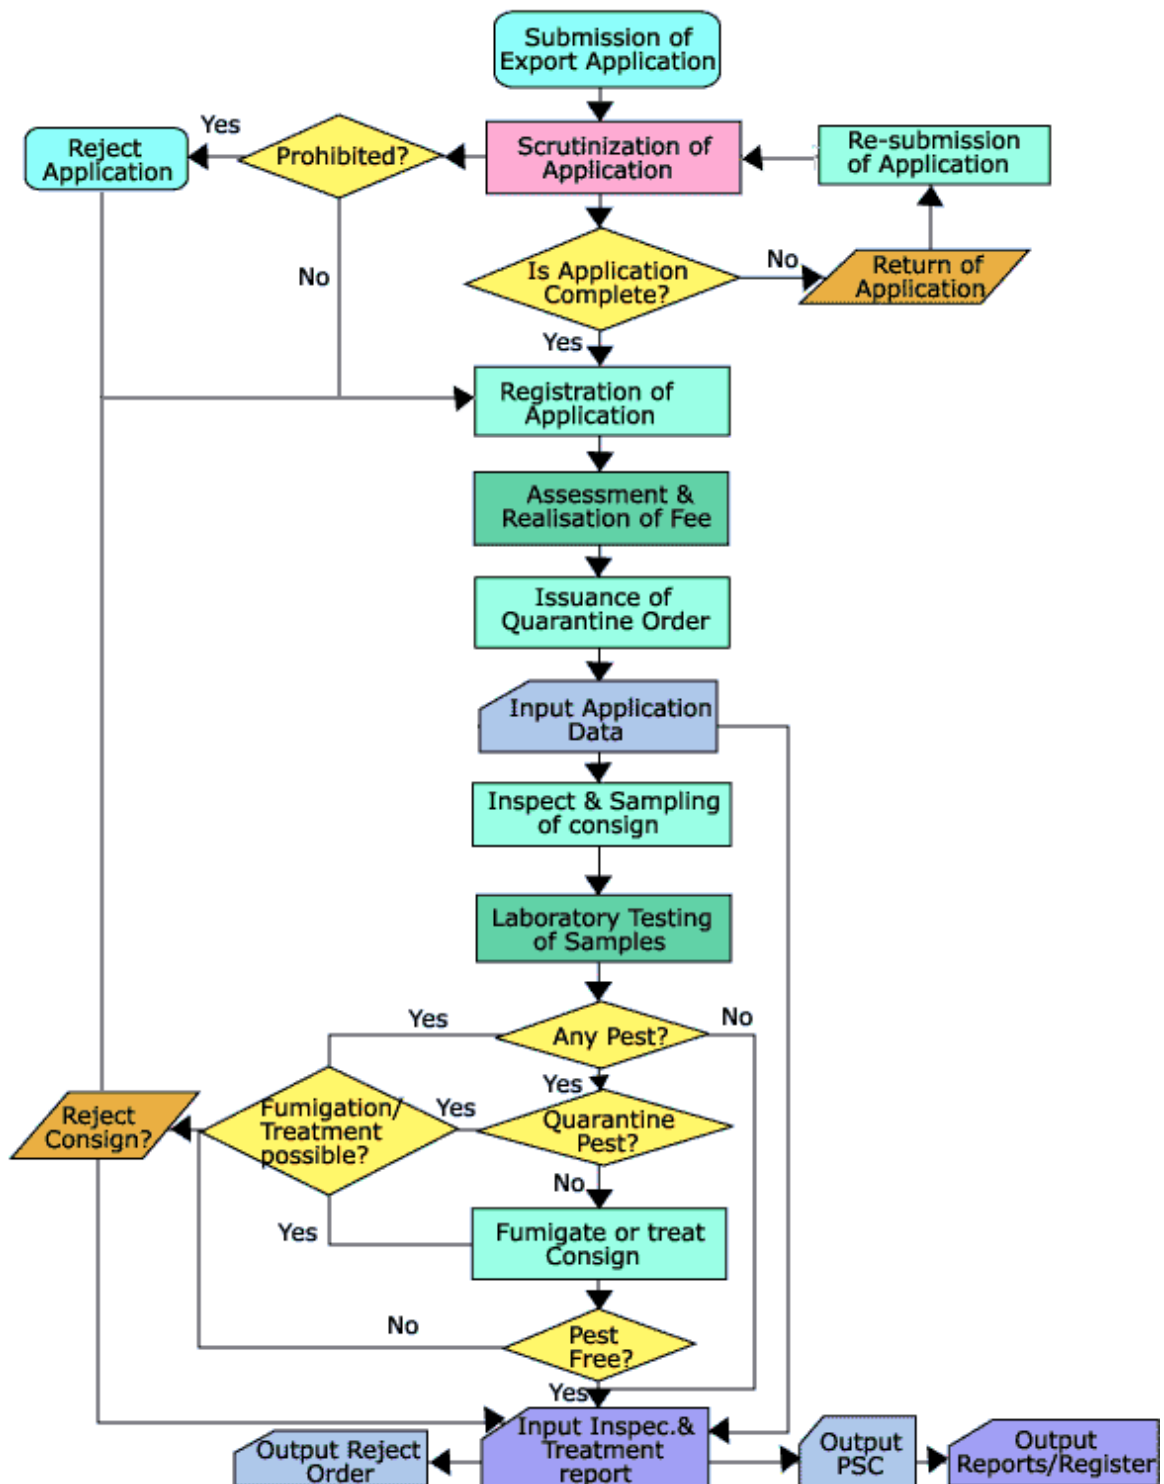 Submission of
Export Application
Yes
Reject
Application
Prohibited?
Scrutinization of
Application
Re-submission
of Application
No
Is Application
Complete?
No
Return of
Application
Yes
Registration of
Application
Assessment &
Realisation of Fee
Issuance of
Quarantine Order
Input Application
Data
Inspect & Sampling
of consign
Laboratory Testing
of Samples
Yes
Any Pest?
No
Yes
Reject
Consign?
Fumigation/
Treatment
possible?
Yes
Quarantine
Pest?
No
Yes
Fumigate or treat
Consign
No
Pest
Free?
Yes
Output Reject
Order
Input Inspec.&
Treatment
report
Output
PSC
Output
Reports/Register